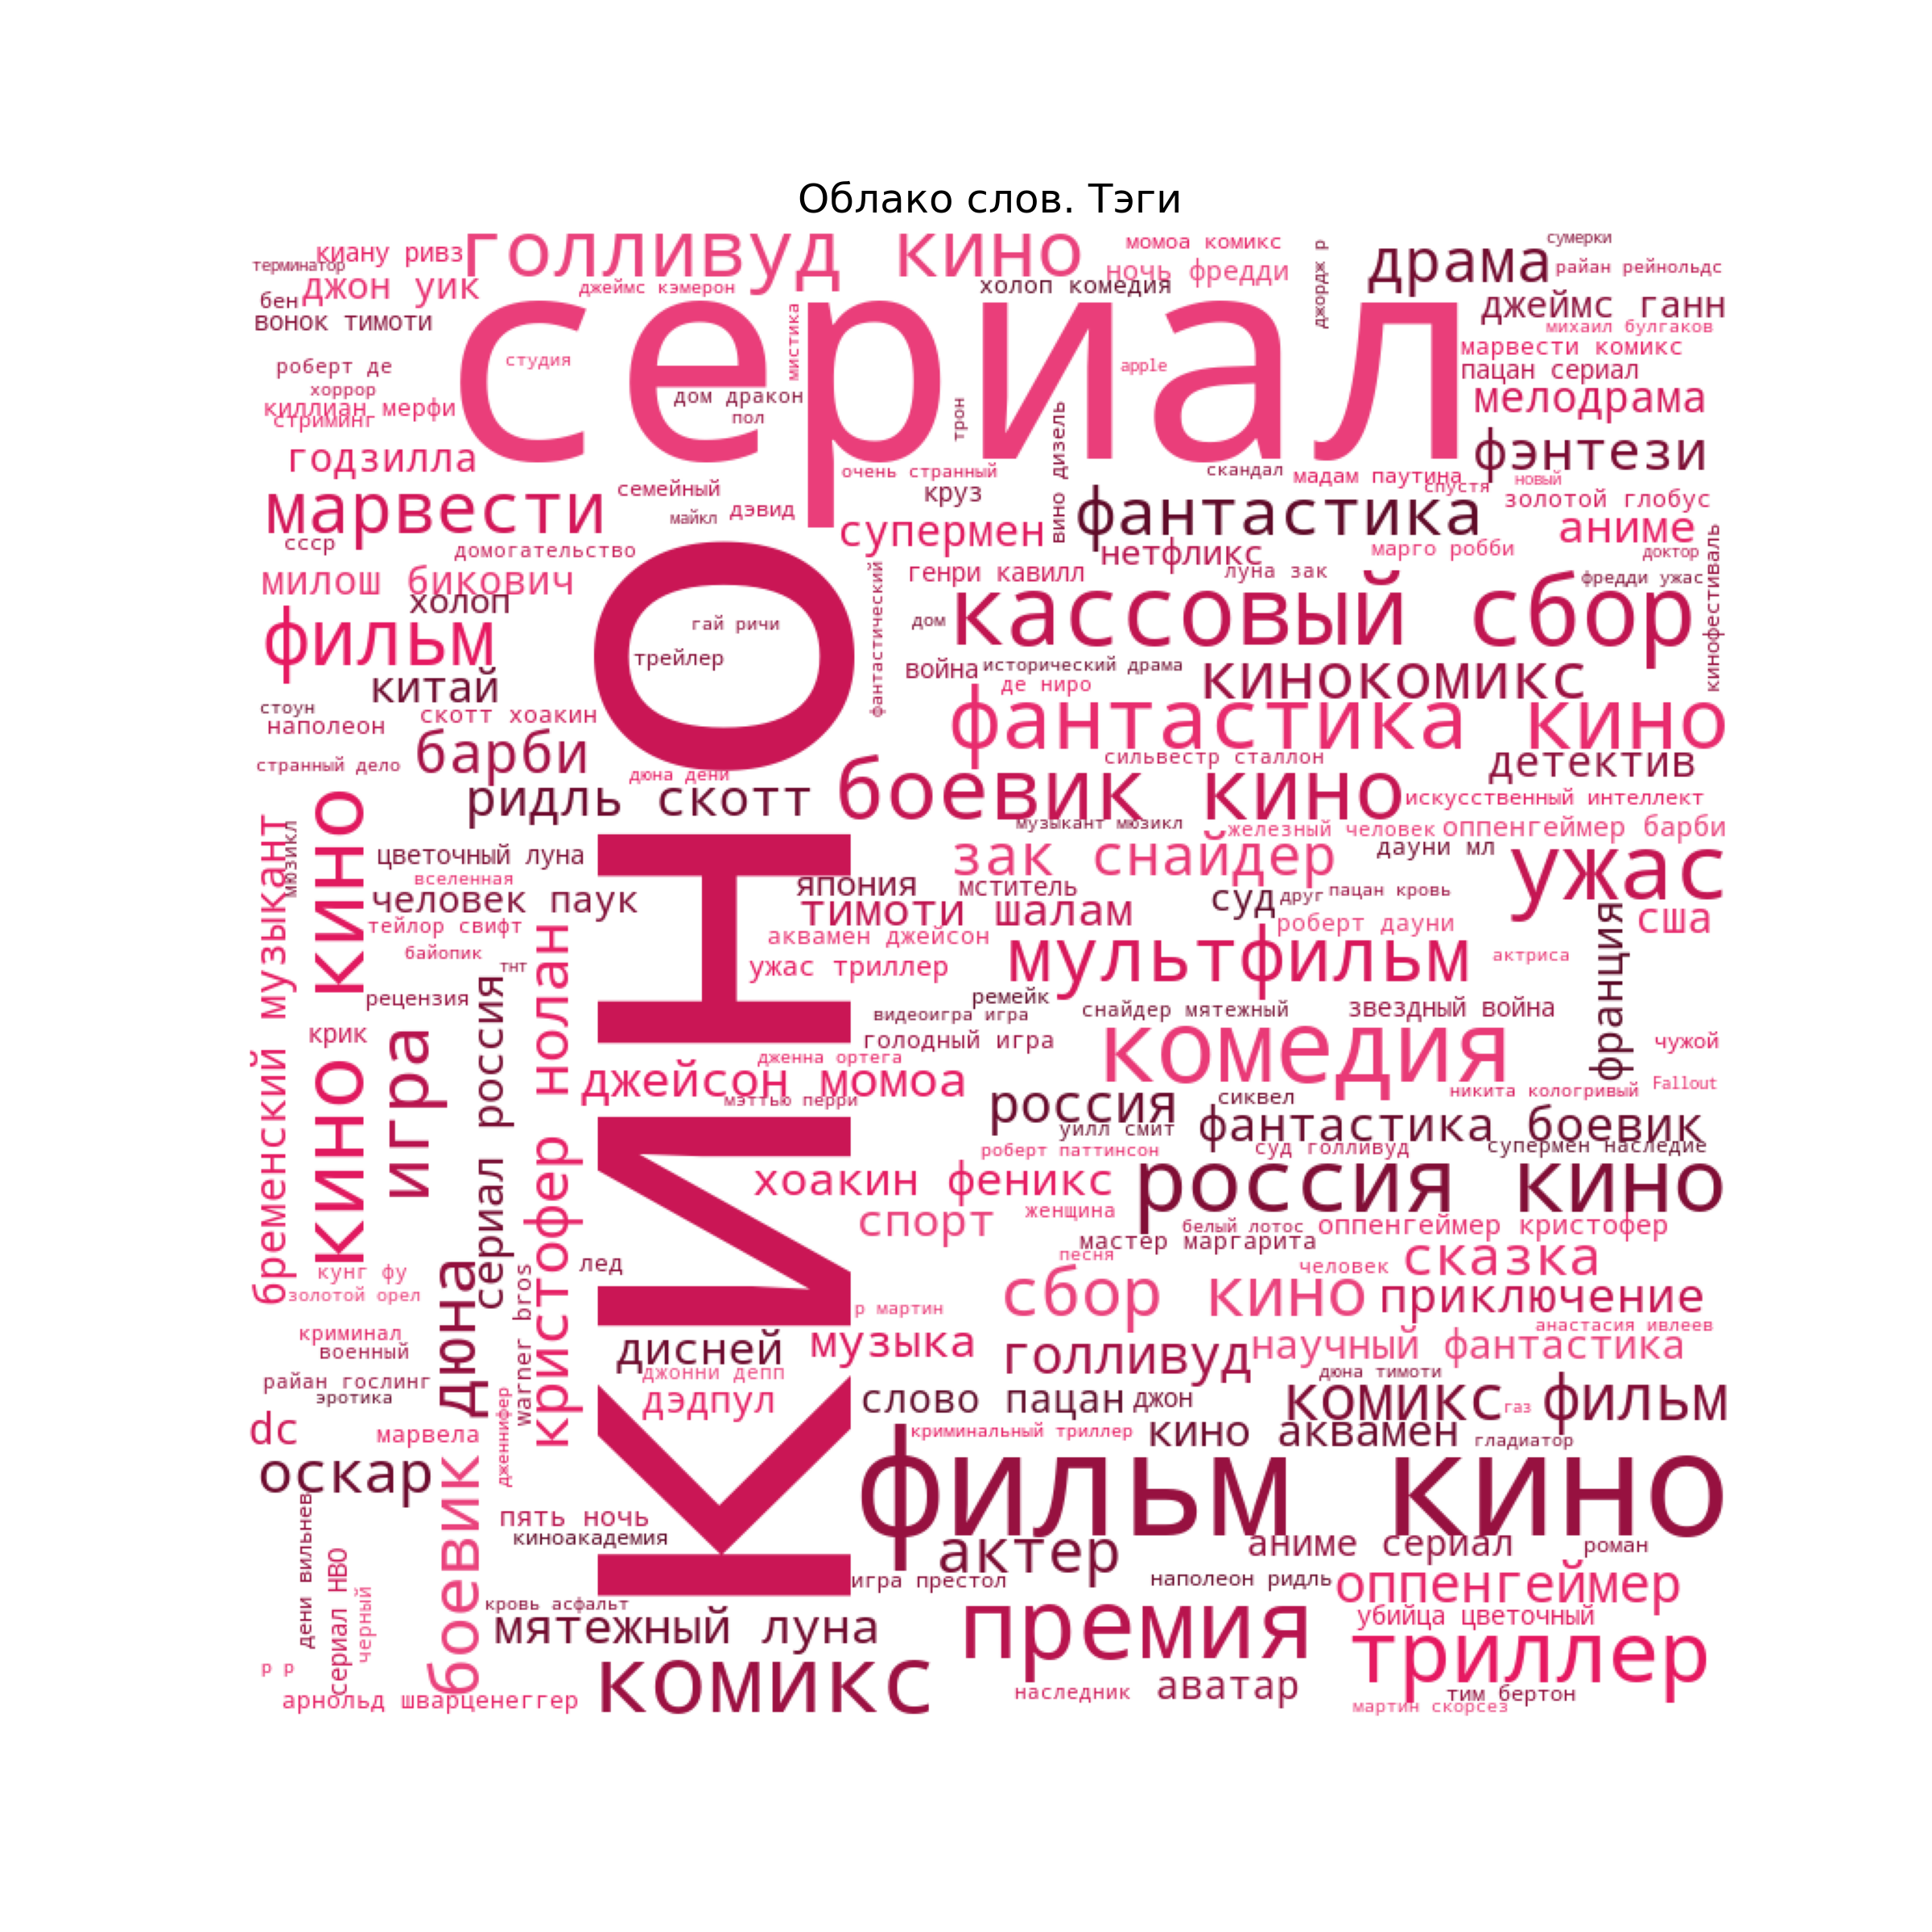 Облако слов. Тэги
киану ривз
голливуд кино
момоа комикс
джордж р
драма
сумерки
терминатор
джон уик
джеймс кэмерон
ночь фредди
райан рейнольдс
бен
холоп комедия
джеймс ганн
вонок тимоти
сериал
михаил булгаков
мистика
марвести комикс
студия
роберт де
apple
пацан сериал
хоррор
дом дракон
мелодрама
киллиан мерфи
стриминг
пол
трон
вино дизель
годзилла
фэнтези
очень странный
скандал
мадам паутина
новый
спустя
марвести
семейный
круз
фантастика
золотой глобус
майкл
дэвид
супермен
аниме
ссср
домогательство
нетфликс
марго робби
доктор
кинофестиваль
милош бикович
фантастический
генри кавилл
луна зак
фредди ужас
холоп
кассовый сбор
фильм
гай ричи
дом
трейлер
война
исторический драма
кинокомикс
китай
де ниро
стоун
скотт хоакин
наполеон
фантастика кино
барби
сильвестр сталлон
детектив
странный дело
дюна дени
ридль скотт
боевик кино
искусственный интеллект
кино кино
бременский музыкант
мюзикл
музыкант мюзикл
железный человек
оппенгеймер барби
цветочный луна
зак снайдер
дауни мл
ужас
вселенная
япония
мститель
суд
друг
пацан кровь
человек паук
тимоти шалам
франция
сша
тейлор свифт
аквамен джейсон
роберт дауни
байопик
тнт
ужас триллер
мультфильм
актриса
рецензия
сериал россия
кристофер нолан
ремейк
видеоигра игра
снайдер мятежный
звездный война
крик
игра
голодный игра
комедия
чужой
дженна ортега
джейсон момоа
мэттью перри
никита кологривый
Fallout
россия
сиквел
уилл смит
фантастика боевик
роберт паттинсон
суд голливуд
супермен наследие
кино
хоакин феникс
россия кино
спорт
женщина
белый лотос
оппенгеймер кристофер
мастер маргарита
песня
человек
сказка
кунг фу
золотой орел
дюна
лед
warner bros
сбор кино
приключение
р мартин
анастасия ивлеев
криминал
военный
дисней
музыка
голливуд
научный фантастика
джонни депп
дюна тимоти
райан гослинг
эротика
дэдпул
слово пацан
джон
комикс
газ
фильм
dc
марвела
дженнифер
криминальный триллер
кино аквамен
гладиатор
оскар
боевик
фильм кино
пять ночь
киноакадемия
актер
аниме сериал
роман
дени вильнев
сериал HBO
черный
игра престол
наполеон ридль
оппенгеймер
кровь асфальт
мятежный луна
премия
убийца цветочный
триллер
р р
комикс
арнольд шварценеггер
наследник
аватар
тим бертон
мартин скорсез